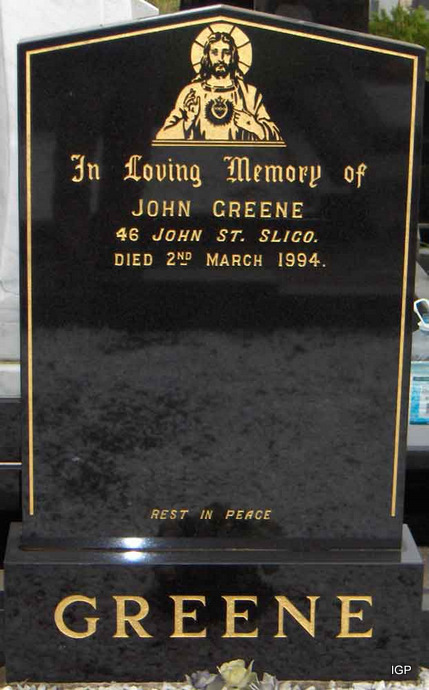 In Loving Memory of
JOHN GREENE
46 JOHN ST. SLIGO.
DIED 2ND MARCH 1994.
REST IN PEACE
GREENE
IGP